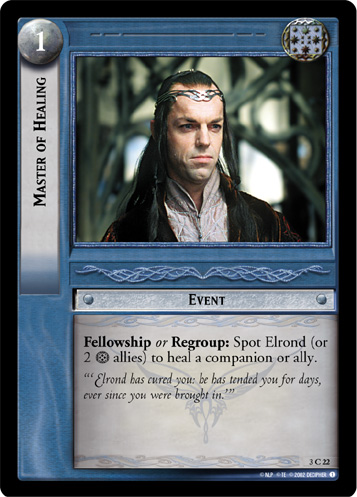 1
MASTER OF HEALING
EVENT
Fellowship or Regroup: Spot Elrond (or
2 allies) to heal a companion or ally.
“‘Elrond has cured you: he has tended you for days,
ever since you were brought in.’”
3 C 22
© NLP ® TE © 2002 DECIPHER